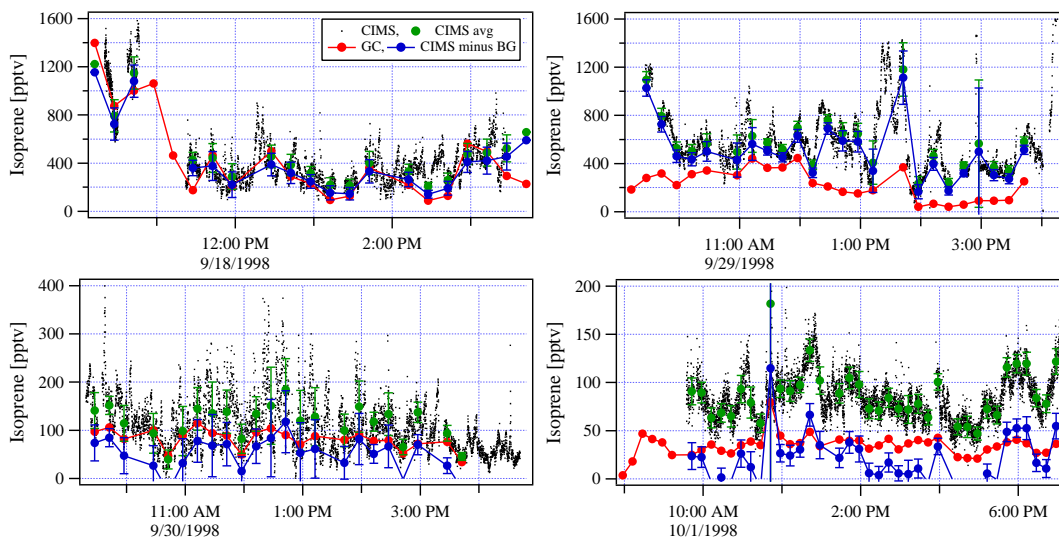 1600
1200
800
400
0
Isoprene [pptv]
CIMS, CIMS avg
GC, CIMS minus BG
12:00 PM 2:00 PM
9/18/1998
1600
1200
800
400
0
Isoprene [pptv]
11:00 AM 1:00 PM 3:00 PM
9/29/1998
400
300
200
100
0
Isoprene [pptv]
11:00 AM 1:00 PM 3:00 PM
9/30/1998
200
150
100
50
0
Isoprene [pptv]
10:00 AM 2:00 PM 6:00 PM
10/1/1998